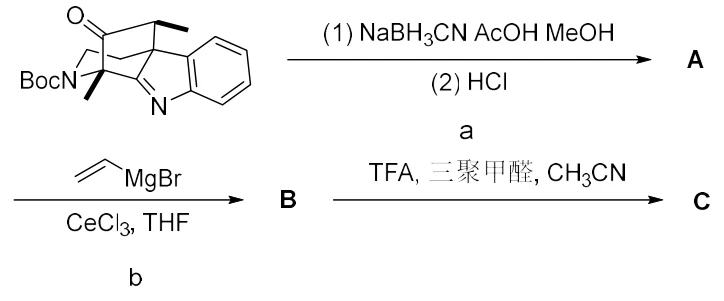 O
(1) NaBH3CN AcOH MeOH
BocN
N
(2) HCl
A
a
MgBr
CeCl3, THF
B
TFA, 三聚甲醛, CH3CN
C
b